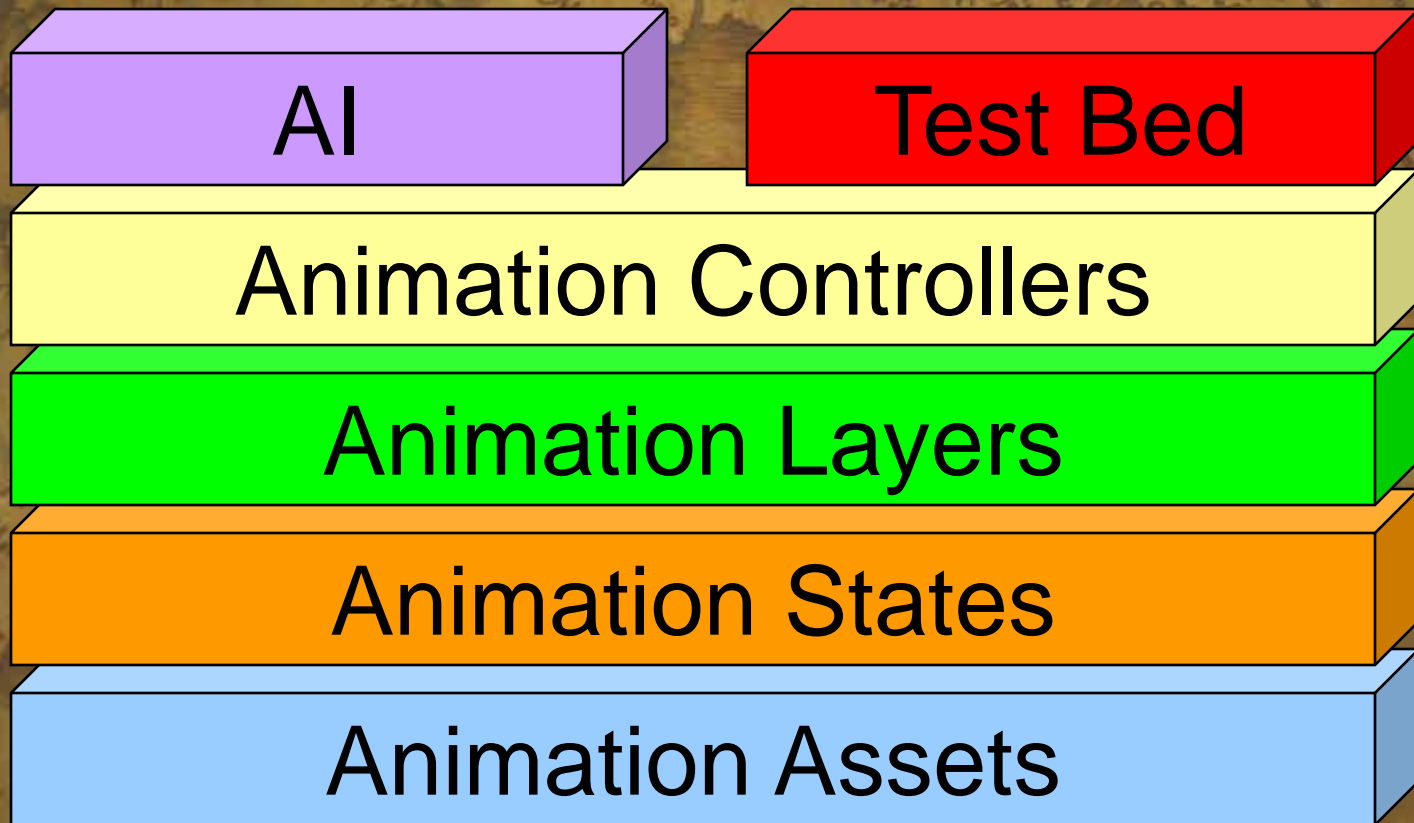 AI
Test Bed
Animation Controllers
Animation Layers
Animation States
Animation Assets